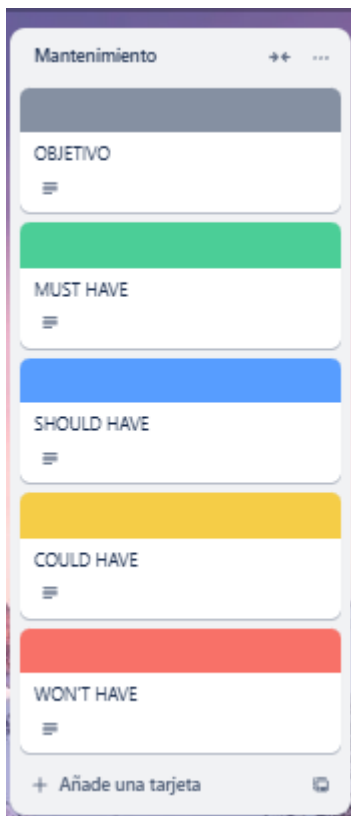 Mantenimiento
OBJETIVO
MUST HAVE
SHOULD HAVE
COULD HAVE
WON'T HAVE
Añade una tarjeta